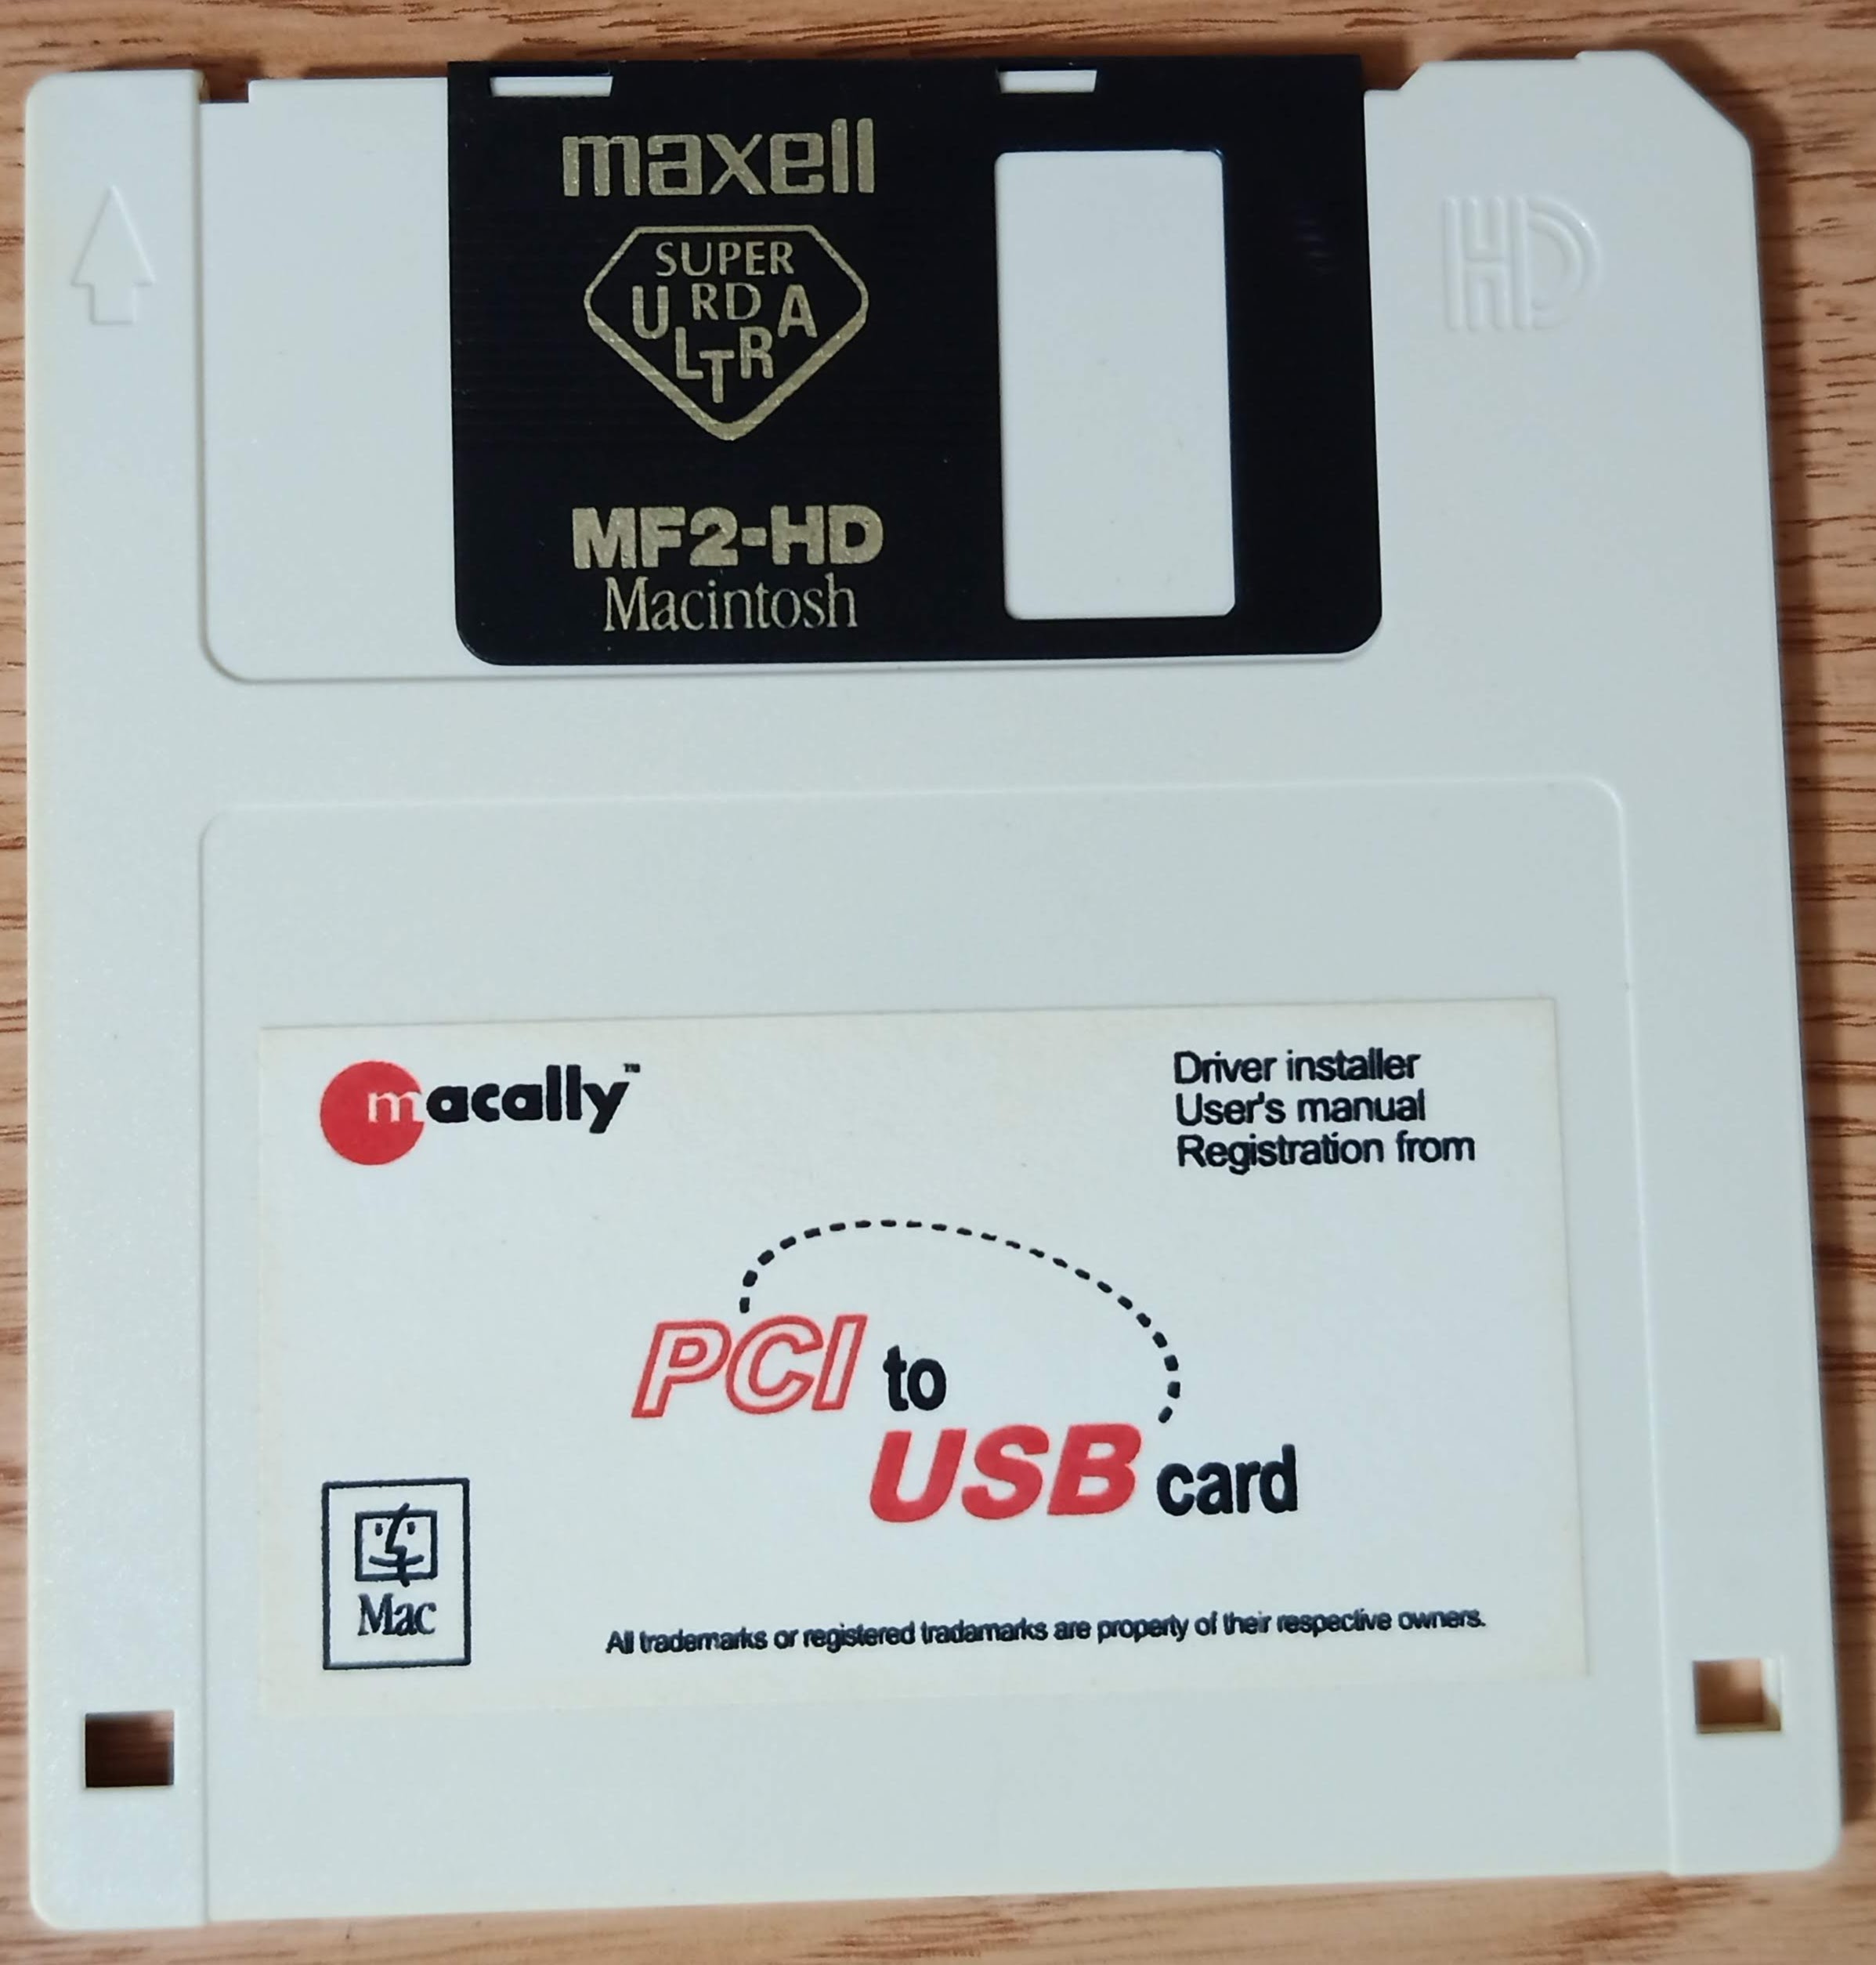 maxell
SUPER
RD
ULTRA
MF2-HD
Macintosh
HD
macally™
Driver installer
User's manual
Registration from
PCI to
USB card
Mac
All trademarks or registered tradamarks are property of their respective owners.